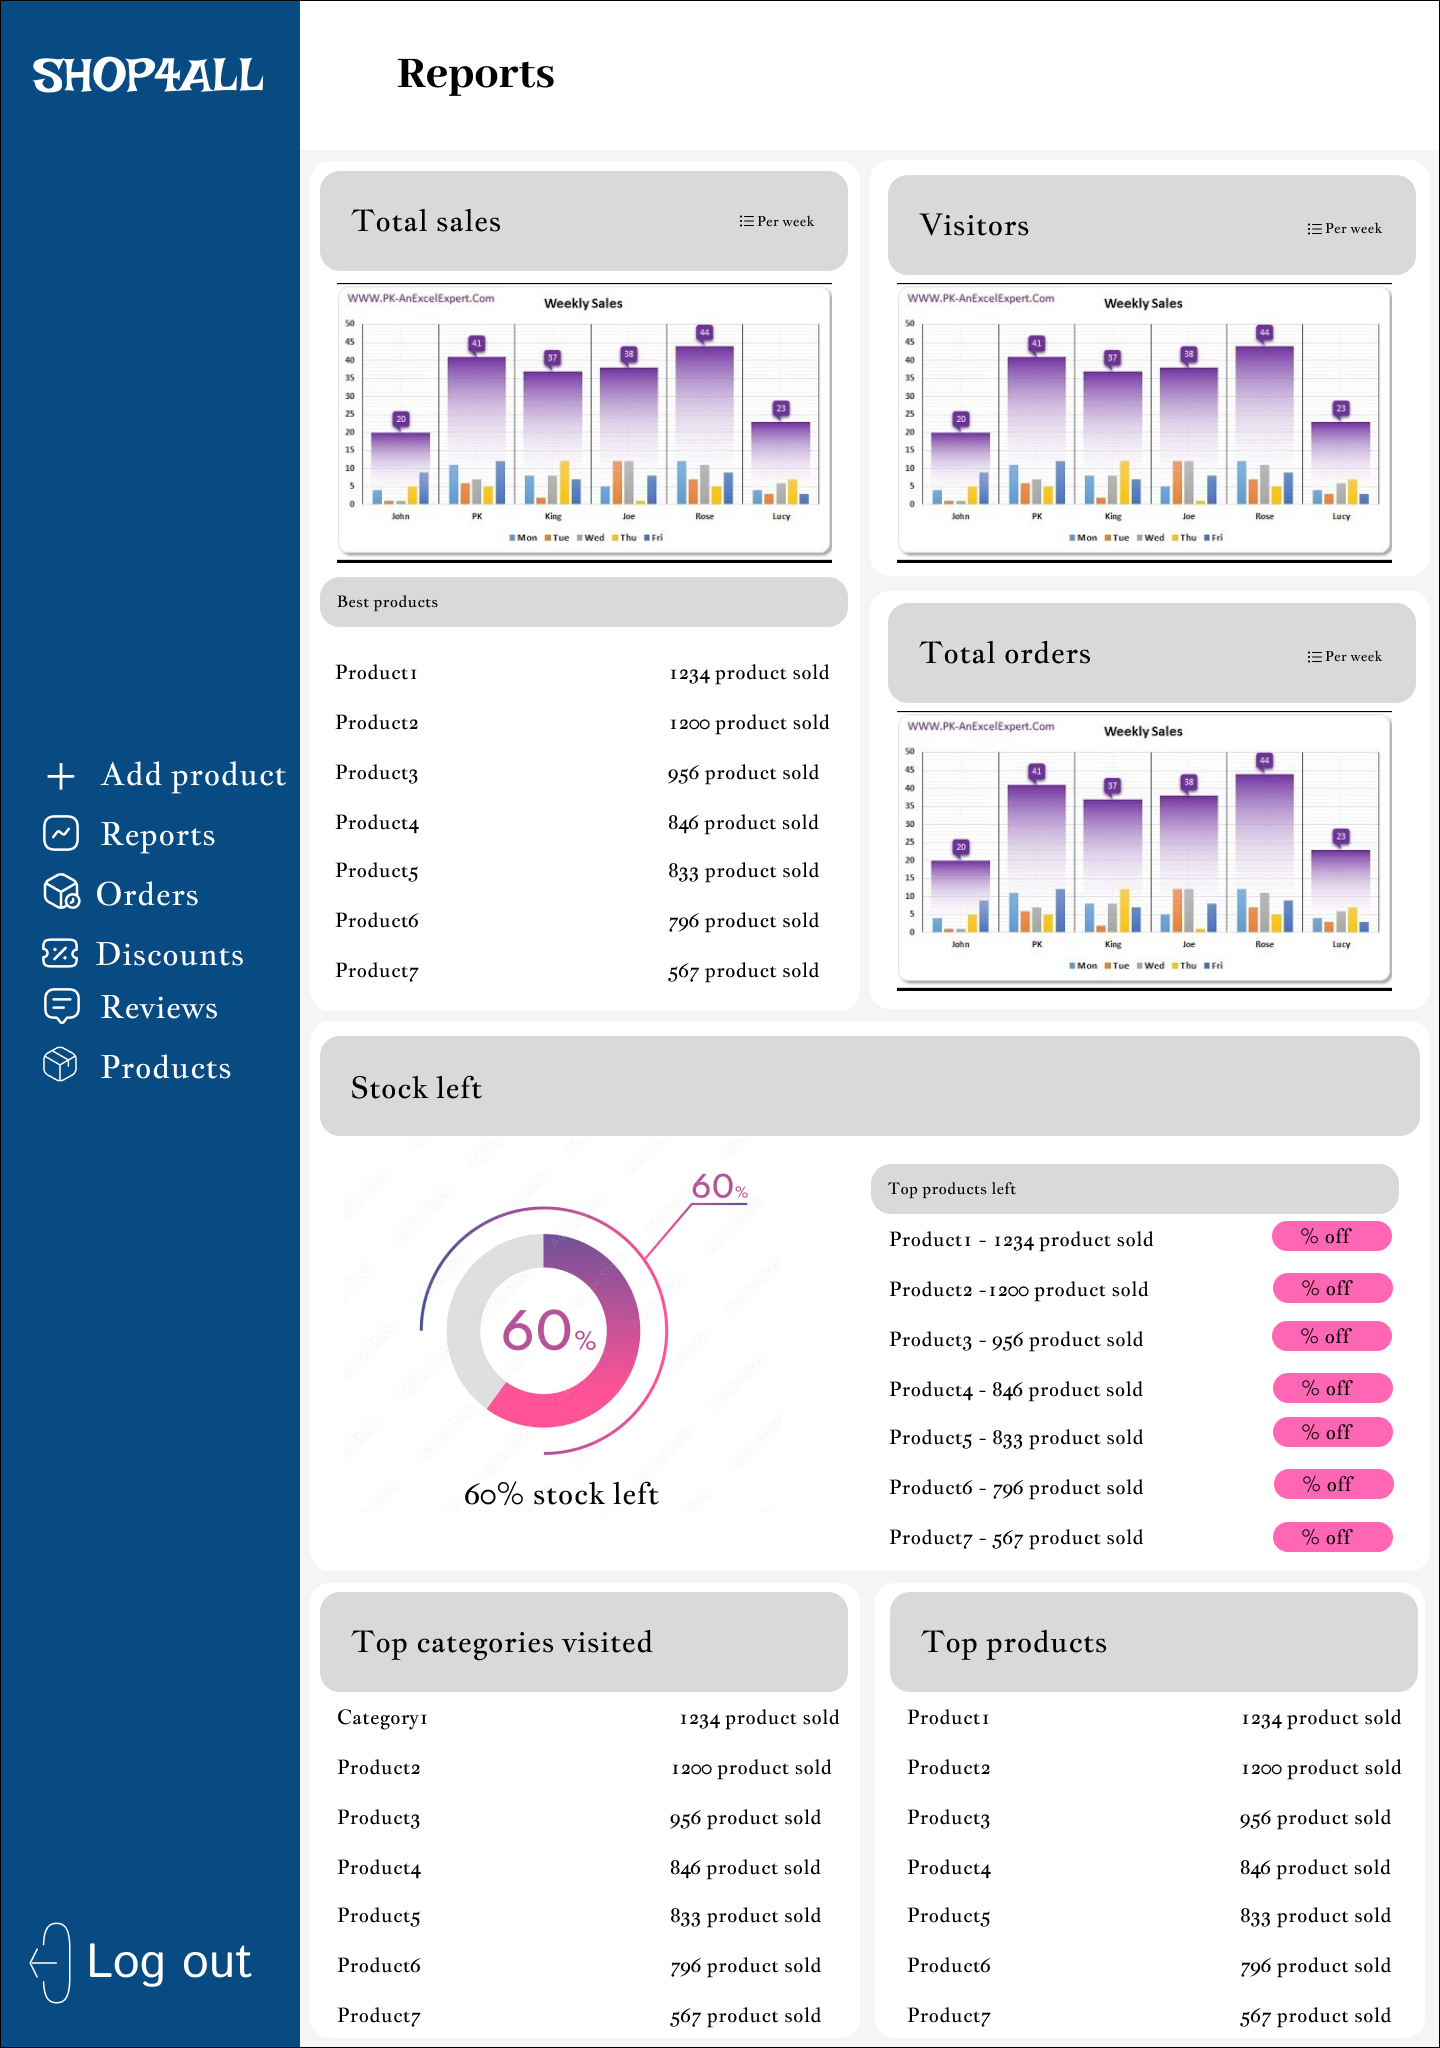 SHOP4ALL
Reports
Add product
Reports
Orders
Discounts
Reviews
Products
Log out
Total sales
Per week
WWW.PK-AnExcelExpert.Com
Weekly Sales
50
45
40
35
30
25
20
15
10
5
0
20
41
37
38
44
23
John PK King Joe Rose Lucy
Mon Tue Wed Thu Fri
Best products
Product1 1234 product sold
Product2 1200 product sold
Product3 956 product sold
Product4 846 product sold
Product5 833 product sold
Product6 796 product sold
Product7 567 product sold
Visitors
Per week
WWW.PK-AnExcelExpert.Com
Weekly Sales
50
45
40
35
30
25
20
15
10
5
0
20
41
37
38
44
23
John PK King Joe Rose Lucy
Mon Tue Wed Thu Fri
Total orders
Per week
WWW.PK-AnExcelExpert.Com
Weekly Sales
50
45
40
35
30
25
20
15
10
5
0
20
41
37
38
44
23
John PK King Joe Rose Lucy
Mon Tue Wed Thu Fri
Stock left
60%
60%
60% stock left
Top products left
Product1 - 1234 product sold % off
Product2 -1200 product sold % off
Product3 - 956 product sold % off
Product4 - 846 product sold % off
Product5 - 833 product sold % off
Product6 - 796 product sold % off
Product7 - 567 product sold % off
Top categories visited
Category1 1234 product sold
Product2 1200 product sold
Product3 956 product sold
Product4 846 product sold
Product5 833 product sold
Product6 796 product sold
Product7 567 product sold
Top products
Product1 1234 product sold
Product2 1200 product sold
Product3 956 product sold
Product4 846 product sold
Product5 833 product sold
Product6 796 product sold
Product7 567 product sold